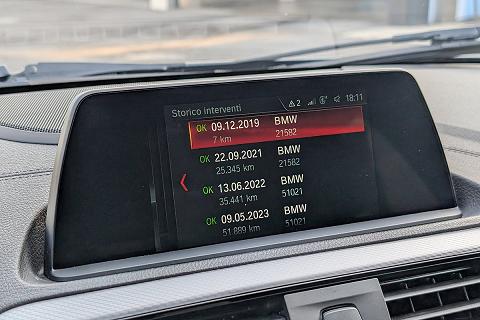 Storico interventi 2 18:11
OK 09.12.2019 BMW
7 km 21582
OK 22.09.2021 BMW
25.345 km 21582
OK 13.06.2022 BMW
35.441 km 51021
OK 09.05.2023 BMW
51.889 km 51021